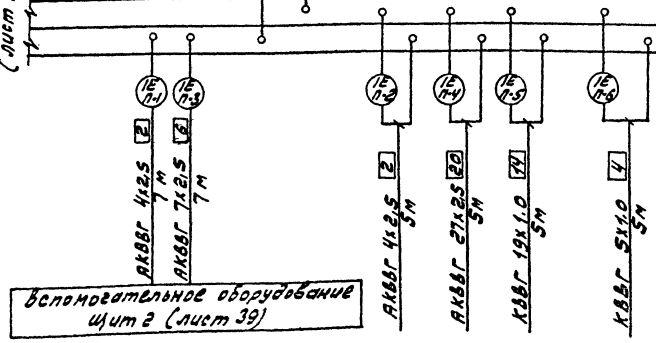 (лист
1Е П-1
1Е П-3
1Е П-2
1Е П-4
1Е П-5
1Е П-6
2
АКВВГ 4х2,5
7 м
6
АКВВГ 7х2,5
7 м
2
АКВВГ 4х2,5
5м
20
АКВВГ 27х2.5
5м
14
КВВГ 19х1.0
5м
4
КВВГ 5х1.0
5м
Вспомогательное оборудование
Щит 2 (лист 39)